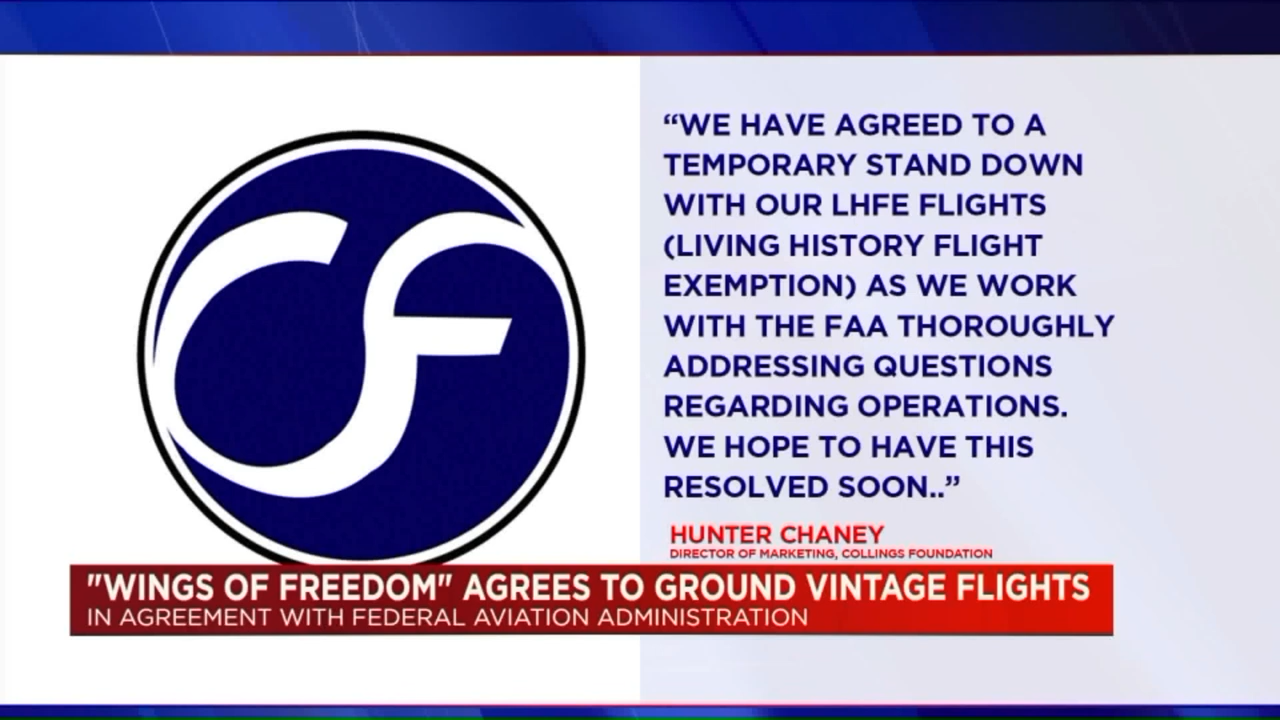 CF
“WE HAVE AGREED TO A
TEMPORARY STAND DOWN
WITH OUR LHFE FLIGHTS
(LIVING HISTORY FLIGHT
EXEMPTION) AS WE WORK
WITH THE FAA THOROUGHLY
ADDRESSING QUESTIONS
REGARDING OPERATIONS.
WE HOPE TO HAVE THIS
RESOLVED SOON..”
HUNTER CHANEY
DIRECTOR OF MARKETING, COLLINGS FOUNDATION
"WINGS OF FREEDOM" AGREES TO GROUND VINTAGE FLIGHTS
IN AGREEMENT WITH FEDERAL AVIATION ADMINISTRATION